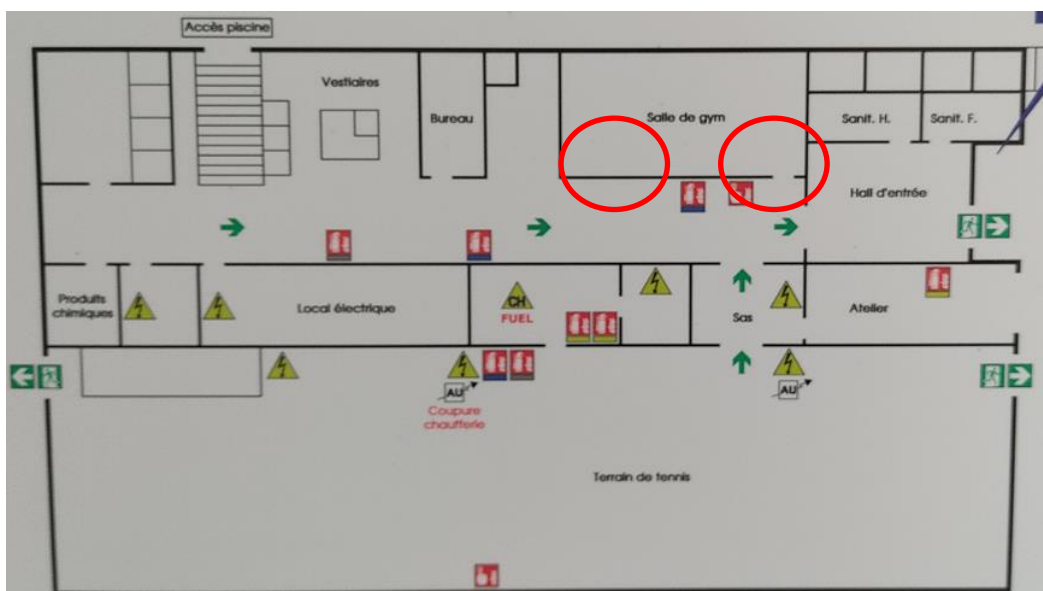 Accès piscine
Vestiaires
Bureau
Salle de gym
Sanit. H.
Sanit. F.
Hall d'entrée
Produits
chimiques
Local électrique
CH
FUEL
Sas
Atelier
AU
Coupure
chaufferie
AU
Terrain de tennis